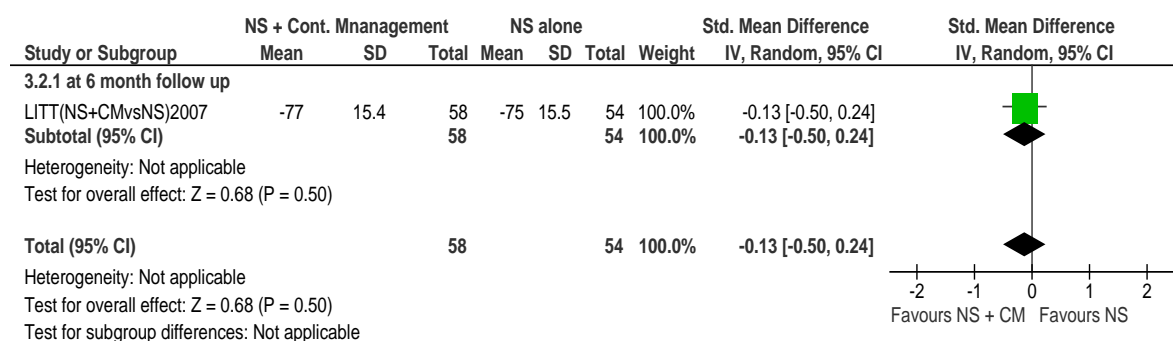 NS + Cont. Mnanagement NS alone Std. Mean Difference Std. Mean Difference
Study or Subgroup Mean SD Total Mean SD Total Weight IV, Random, 95% CI IV, Random, 95% CI
3.2.1 at 6 month follow up
LITT(NS+CMvsNS)2007 -77 15.4 58 -75 15.5 54 100.0% -0.13 [-0.50, 0.24]
Subtotal (95% CI) 58 54 100.0% -0.13 [-0.50, 0.24]
Heterogeneity: Not applicable
Test for overall effect: Z = 0.68 (P = 0.50)
Total (95% CI) 58 54 100.0% -0.13 [-0.50, 0.24]
Heterogeneity: Not applicable
Test for overall effect: Z = 0.68 (P = 0.50)
Test for subgroup differences: Not applicable
-2 -1 0 1 2
Favours NS + CM Favours NS